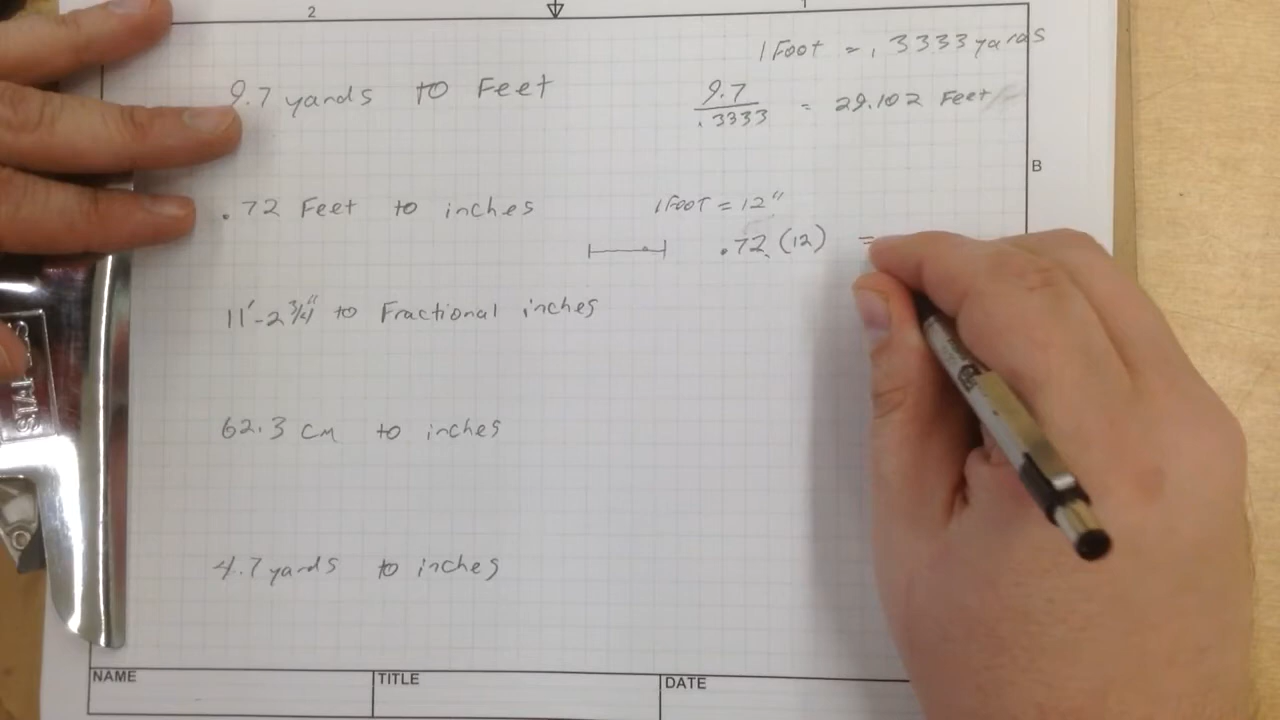 2
1 Foot = .3333 yards
9.7 yards to Feet
9.7
.3333
= 29.102 Feet
B
.72 Feet to inches
1 Foot = 12"
.72 (12) =
11'-2 3/4" to Fractional inches
62.3 cm to inches
4.7 yards to inches
STAPLES
NAME
TITLE
DATE